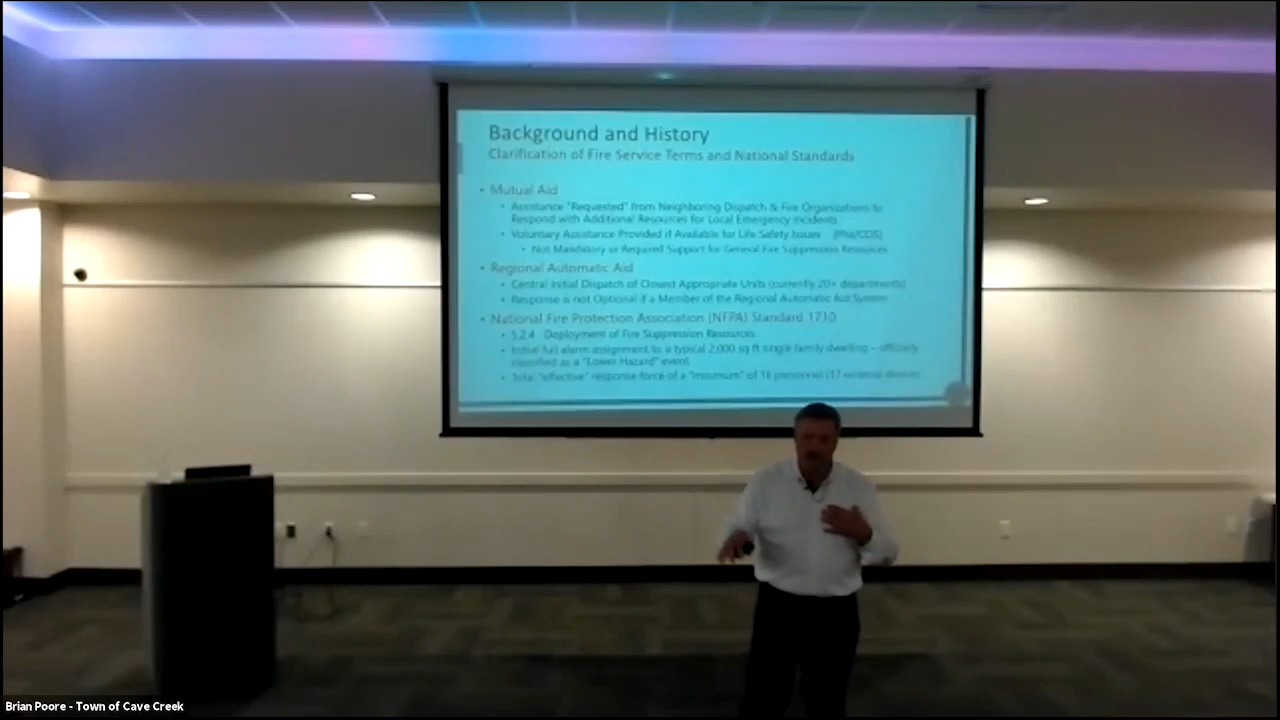 Background and History
Clarification of Fire Service Terms and National Standards
• Mutual Aid
• Assistance "Requested" from Neighboring Dispatch & Fire Organizations to
Respond with Additional Resources for Local Emergency Incidents
• Voluntary Assistance Provided if Available for Life Safety Issues (Phx/CDS)
• Not Mandatory or Required Support for General Fire Suppression Resources
• Regional Automatic Aid
• Central Initial Dispatch of Closest Appropriate Units (currently 20+ departments)
• Response is not Optional if a Member of the Regional Automatic Aid System
• National Fire Protection Association (NFPA) Standard 1710
• 5.2.4 Deployment of Fire Suppression Resources
• Initial full alarm assignment to a typical 2,000 sq ft single family dwelling – officially
classified as a "Lower Hazard" event
• Total "effective" response force of a "minimum" of 16 personnel (17 w/aerial device)
Brian Poore - Town of Cave Creek